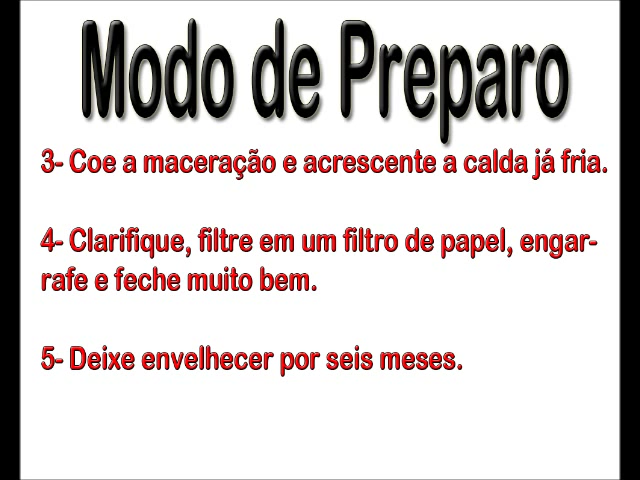 Modo de Preparo
3- Coe a maceração e acrescente a calda já fria.
4- Clarifique, filtre em um filtro de papel, engar-
rafe e feche muito bem.
5- Deixe envelhecer por seis meses.